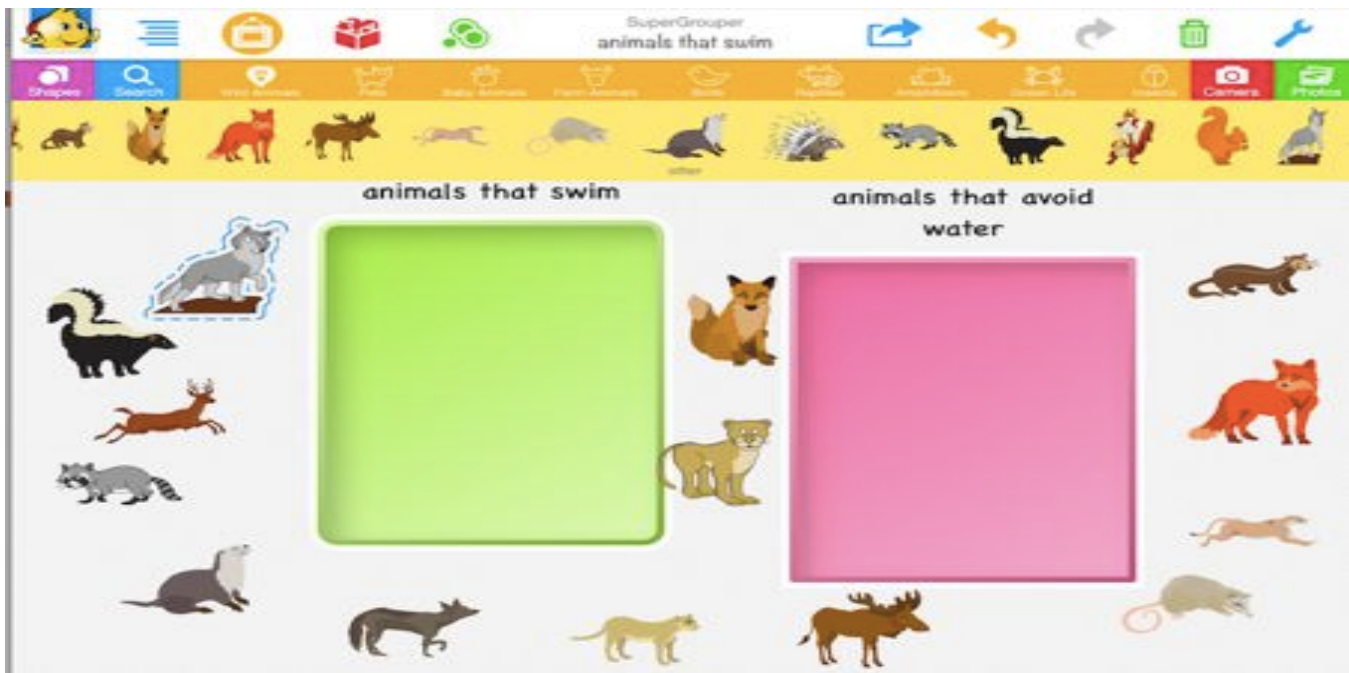 SuperGrouper
animals that swim
Shapes
Search
Wild Animals
Pets
Baby Animals
Farm Animals
Birds
Reptiles
Amphibians
Ocean Life
Insects
Camera
Photos
other
animals that swim
animals that avoid
water